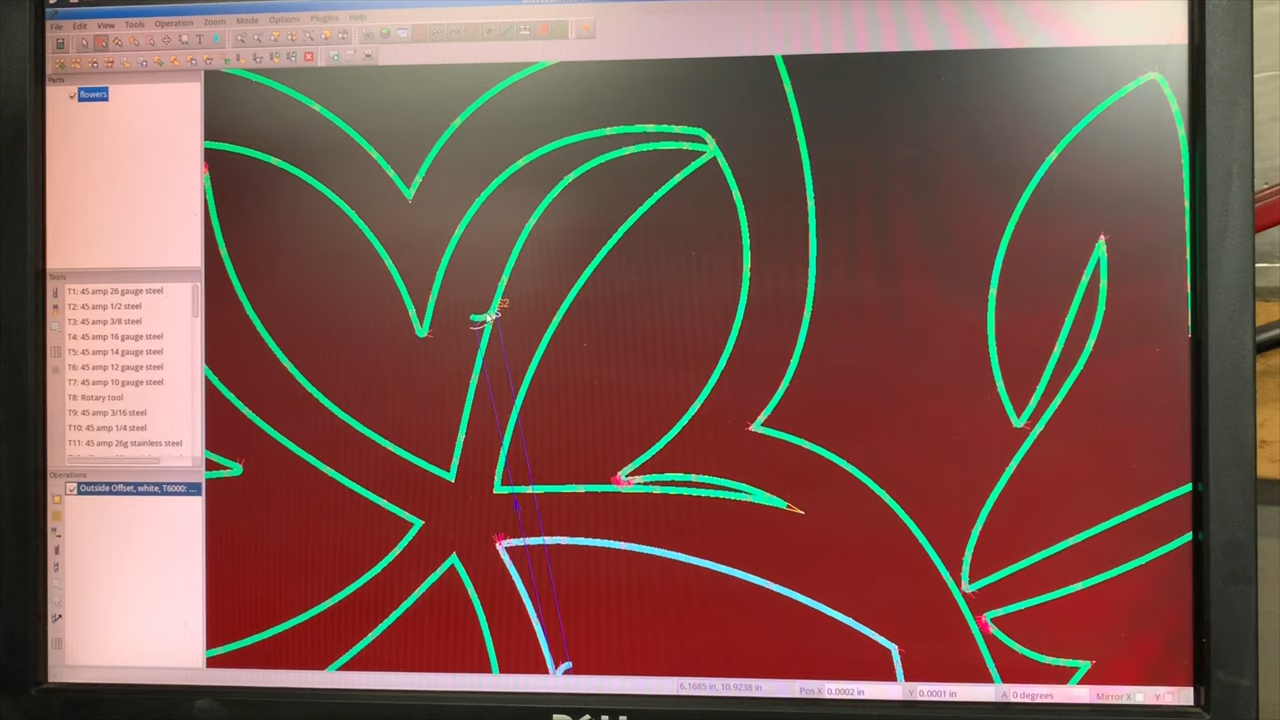 File Edit View Tools Operation Zoom Mode Options Plugins Help
Parts
flowers
S2
Tools
T1: 45 amp 26 gauge steel
T2: 45 amp 1/2 steel
T3: 45 amp 3/8 steel
T4: 45 amp 16 gauge steel
T5: 45 amp 14 gauge steel
T6: 45 amp 12 gauge steel
T7: 45 amp 10 gauge steel
T8: Rotary tool
T9: 45 amp 3/16 steel
T10: 45 amp 1/4 steel
T11: 45 amp 26g stainless steel
Operations
Outside Offset, white, T6000: ...
6.1685 in, 10.9238 in Pos X 0.0002 in Y 0.0001 in A 0 degrees Mirror X Y